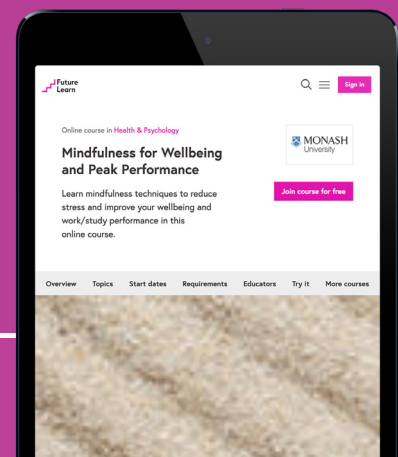 Future
Learn
Sign in
Online course in Health & Psychology
MONASH
University
Mindfulness for Wellbeing
and Peak Performance
Join course for free
Learn mindfulness techniques to reduce
stress and improve your wellbeing and
work/study performance in this
online course.
Overview Topics Start dates Requirements Educators Try it More courses